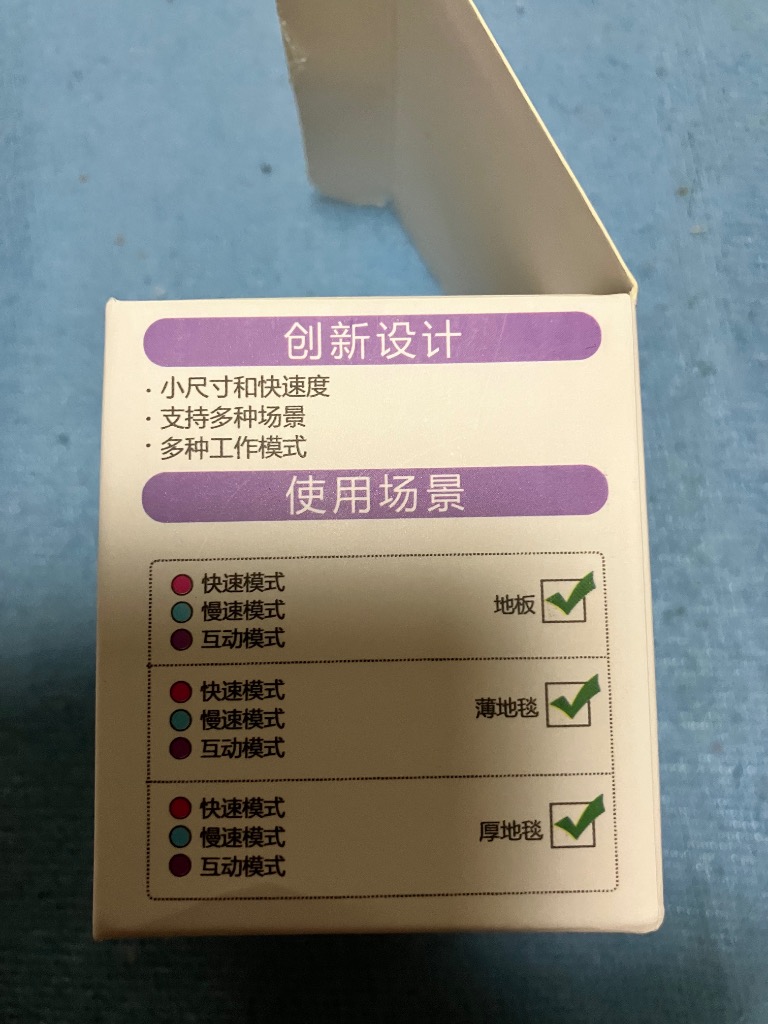 创新设计
· 小尺寸和快速度
· 支持多种场景
· 多种工作模式
使用场景
快速模式
慢速模式
互动模式
地板
快速模式
慢速模式
互动模式
薄地毯
快速模式
慢速模式
互动模式
厚地毯